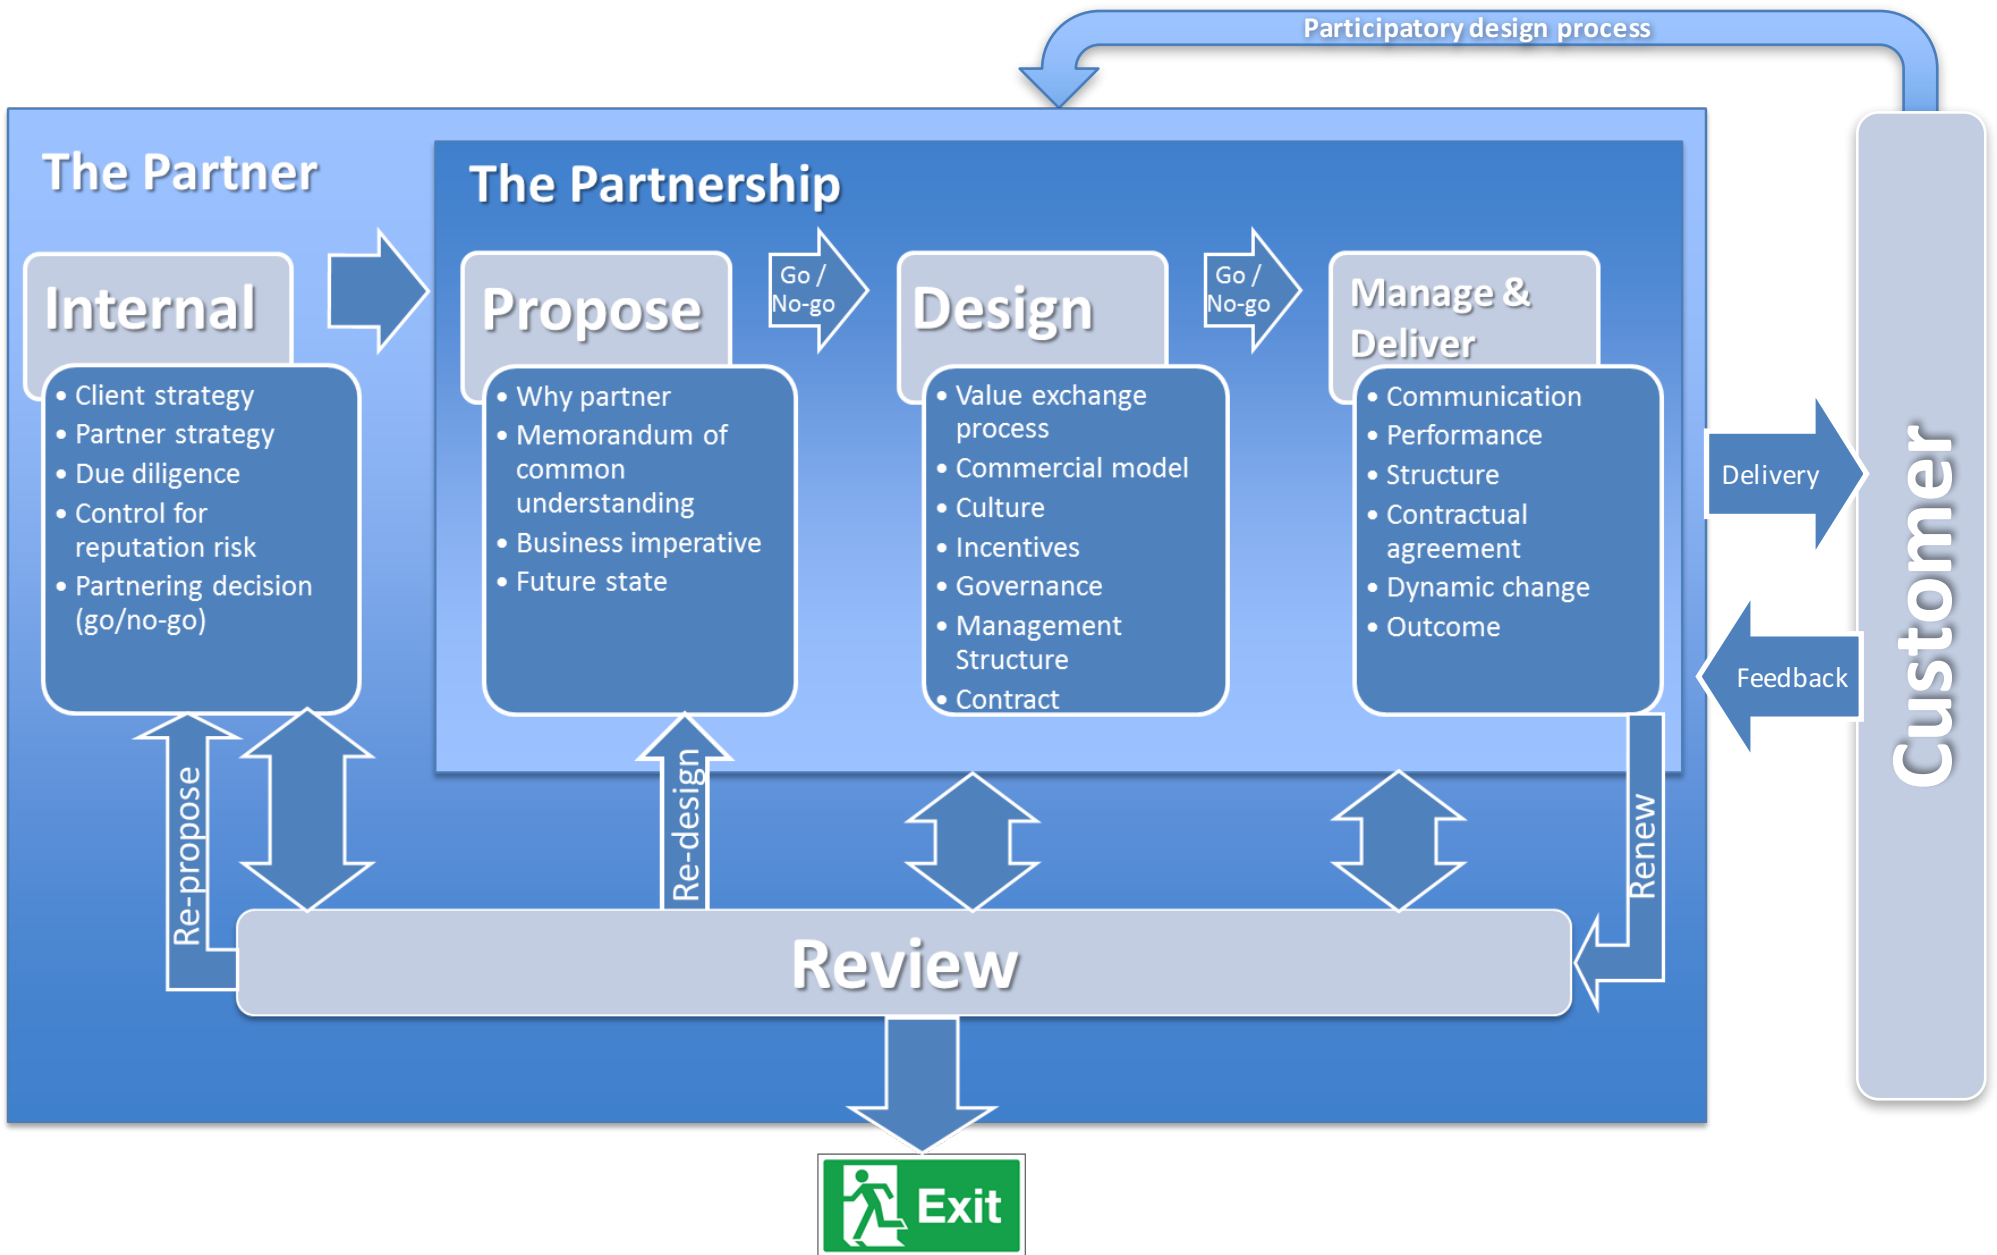 Participatory design process
The Partner
The Partnership
Internal
• Client strategy
• Partner strategy
• Due diligence
• Control for
reputation risk
• Partnering decision
(go/no-go)
Propose
• Why partner
• Memorandum of
common
understanding
• Business imperative
• Future state
Go /
No-go
Design
• Value exchange
process
• Commercial model
• Culture
• Incentives
• Governance
• Management
Structure
• Contract
Go /
No-go
Manage &
Deliver
• Communication
• Performance
• Structure
• Contractual
agreement
• Dynamic change
• Outcome
Delivery
Feedback
Customer
Re-propose
Re-design
Renew
Review
Exit